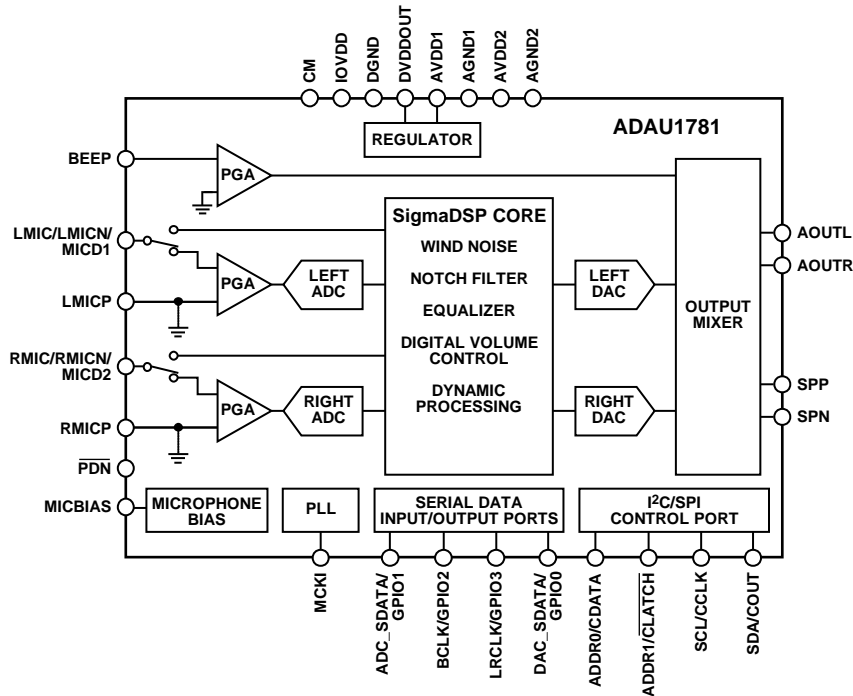 CM
IOVDD
DGND
DVDDOUT
AVDD1
AGND1
AVDD2
AGND2
REGULATOR
ADAU1781
BEEP
PGA
SigmaDSP CORE
WIND NOISE
NOTCH FILTER
EQUALIZER
DIGITAL VOLUME
CONTROL
DYNAMIC
PROCESSING
LMIC/LMICN/
MICD1
PGA
LEFT
ADC
LEFT
DAC
OUTPUT
MIXER
AOUTL
AOUTR
LMICP
RMIC/RMICN/
MICD2
PGA
RIGHT
ADC
RIGHT
DAC
SPP
SPN
RMICP
PDN
MICBIAS
MICROPHONE
BIAS
PLL
SERIAL DATA
INPUT/OUTPUT PORTS
I²C/SPI
CONTROL PORT
MCKI
ADC_SDATA/
GPIO1
BCLK/GPIO2
LRCLK/GPIO3
DAC_SDATA/
GPIO0
ADDR0/CDATA
ADDR1/CLATCH
SCL/CCLK
SDA/COUT